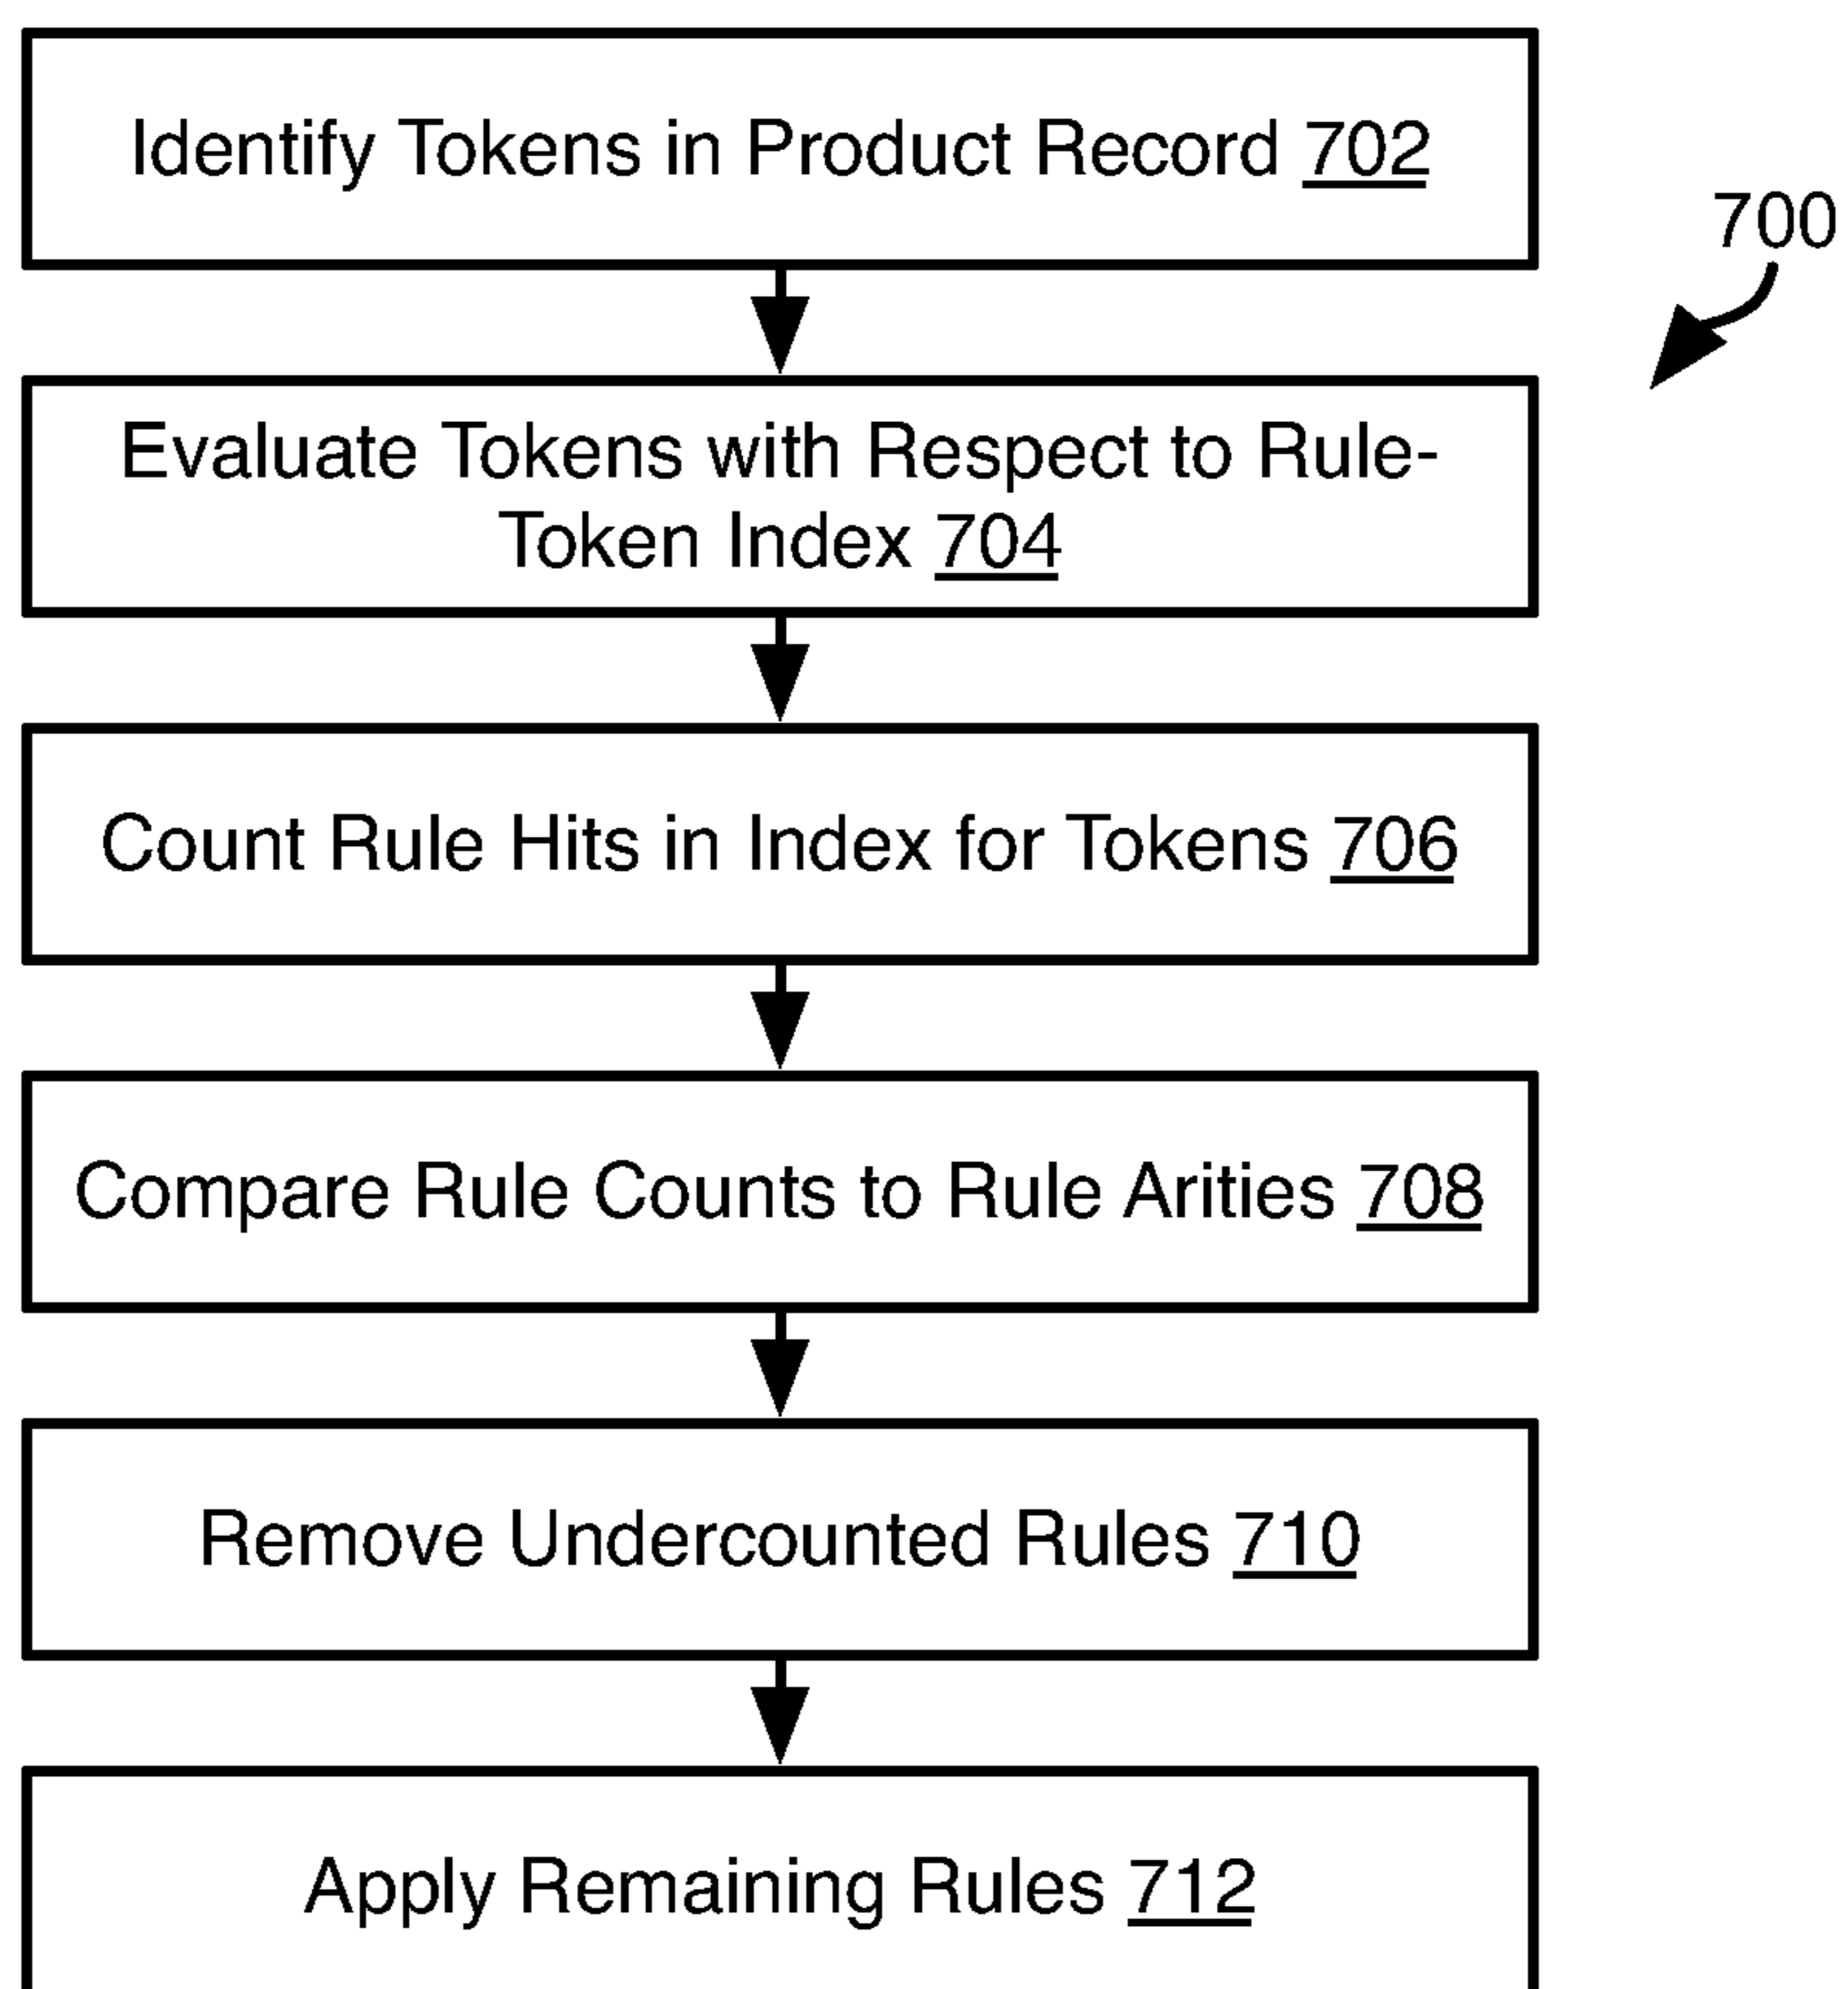 Identify Tokens in Product Record 702
700
Evaluate Tokens with Respect to Rule-
Token Index 704
Count Rule Hits in Index for Tokens 706
Compare Rule Counts to Rule Arities 708
Remove Undercounted Rules 710
Apply Remaining Rules 712